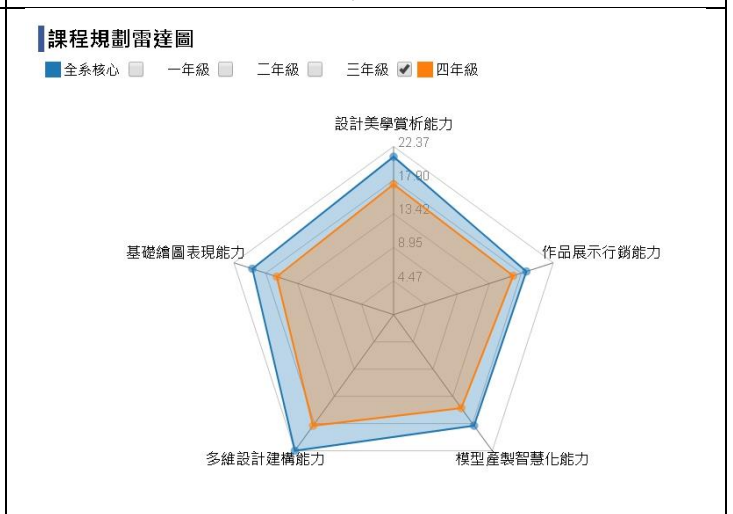 課程規劃雷達圖
全系核心 一年級 二年級 三年級 四年級
設計美學賞析能力
22.37
17.90
13.42
基礎繪圖表現能力 8.95 作品展示行銷能力
4.47
多維設計建構能力 模型產製智慧化能力